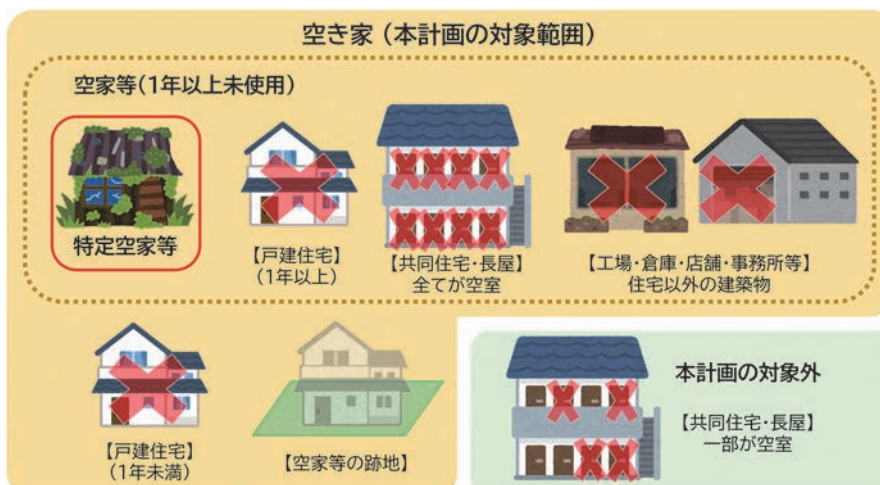 空き家（本計画の対象範囲）
空家等（1年以上未使用）
特定空家等
【戸建住宅】
（1年以上）
【共同住宅・長屋】
全てが空室
【工場・倉庫・店舗・事務所等】
住宅以外の建築物
【戸建住宅】
（1年未満）
【空家等の跡地】
本計画の対象外
【共同住宅・長屋】
一部が空室